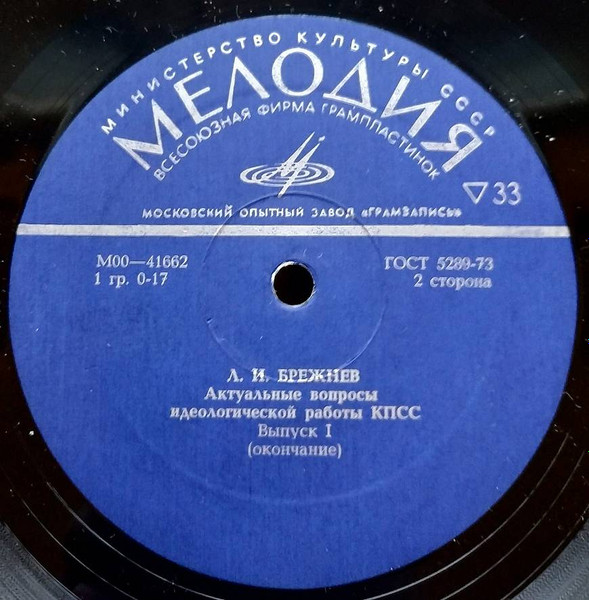 МИНИСТЕРСТВО КУЛЬТУРЫ СССР
МЕЛОДИЯ
ВСЕСОЮЗНАЯ ФИРМА ГРАМПЛАСТИНОК
▽33
МОСКОВСКИЙ ОПЫТНЫЙ ЗАВОД «ГРАМЗАПИСЬ»
М00—41662 ГОСТ 5289-73
1 гр. 0-17 2 сторона
Л. И. БРЕЖНЕВ
Актуальные вопросы
идеологической работы КПСС
Выпуск I
(окончание)